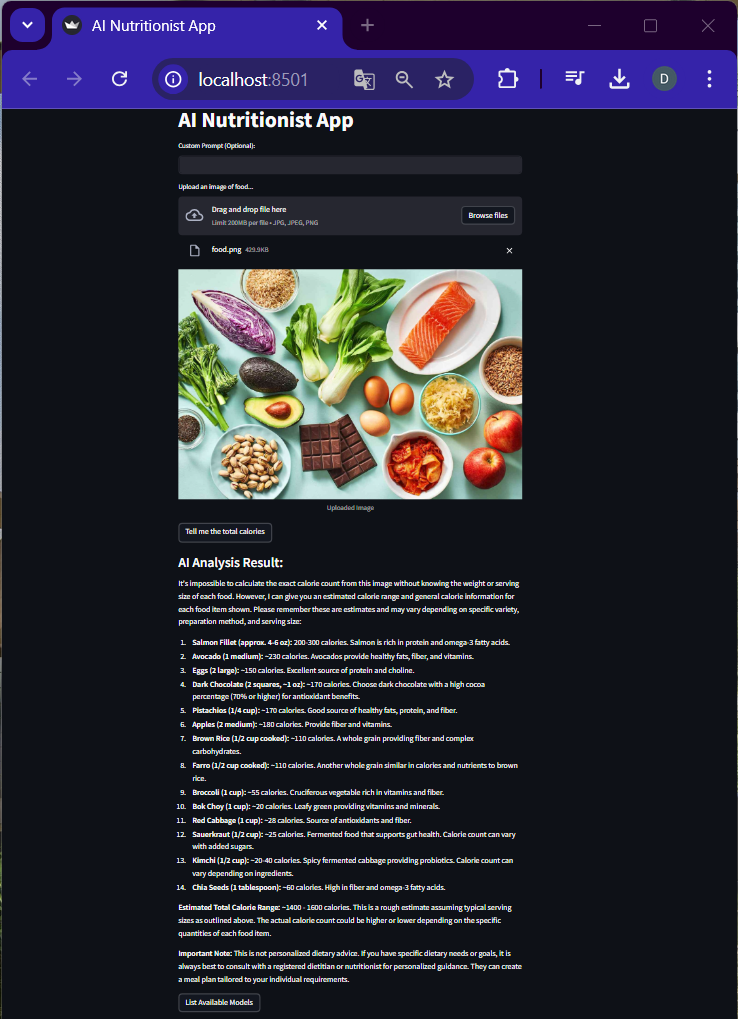 AI Nutritionist App
localhost:8501
D
AI Nutritionist App
Custom Prompt (Optional):
Upload an image of food...
Drag and drop file here
Limit 200MB per file • JPG, JPEG, PNG
Browse files
food.png 429.9KB
Uploaded Image
Tell me the total calories
AI Analysis Result:
It's impossible to calculate the exact calorie count from this image without knowing the weight or serving
size of each food. However, I can give you an estimated calorie range and general calorie information for
each food item shown. Please remember these are estimates and may vary depending on specific variety,
preparation method, and serving size:
1. Salmon Fillet (approx. 4-6 oz): 200-300 calories. Salmon is rich in protein and omega-3 fatty acids.
2. Avocado (1 medium): ~230 calories. Avocados provide healthy fats, fiber, and vitamins.
3. Eggs (2 large): ~150 calories. Excellent source of protein and choline.
4. Dark Chocolate (2 squares, ~1 oz): ~170 calories. Choose dark chocolate with a high cocoa
percentage (70% or higher) for antioxidant benefits.
5. Pistachios (1/4 cup): ~170 calories. Good source of healthy fats, protein, and fiber.
6. Apples (2 medium): ~180 calories. Provide fiber and vitamins.
7. Brown Rice (1/2 cup cooked): ~110 calories. A whole grain providing fiber and complex
carbohydrates.
8. Farro (1/2 cup cooked): ~110 calories. Another whole grain similar in calories and nutrients to brown
rice.
9. Broccoli (1 cup): ~55 calories. Cruciferous vegetable rich in vitamins and fiber.
10. Bok Choy (1 cup): ~20 calories. Leafy green providing vitamins and minerals.
11. Red Cabbage (1 cup): ~28 calories. Source of antioxidants and fiber.
12. Sauerkraut (1/2 cup): ~25 calories. Fermented food that supports gut health. Calorie count can vary
with added sugars.
13. Kimchi (1/2 cup): ~20-40 calories. Spicy fermented cabbage providing probiotics. Calorie count can
vary depending on ingredients.
14. Chia Seeds (1 tablespoon): ~60 calories. High in fiber and omega-3 fatty acids.
Estimated Total Calorie Range: ~1400 - 1600 calories. This is a rough estimate assuming typical serving
sizes as outlined above. The actual calorie count could be higher or lower depending on the specific
quantities of each food item.
Important Note: This is not personalized dietary advice. If you have specific dietary needs or goals, it is
always best to consult with a registered dietitian or nutritionist for personalized guidance. They can create
a meal plan tailored to your individual requirements.
List Available Models